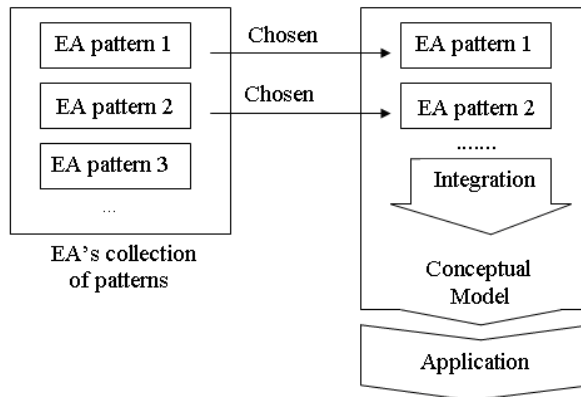 EA pattern 1
EA pattern 2
EA pattern 3
...
EA's collection
of patterns
Chosen
Chosen
EA pattern 1
EA pattern 2
.......
Integration
Conceptual
Model
Application